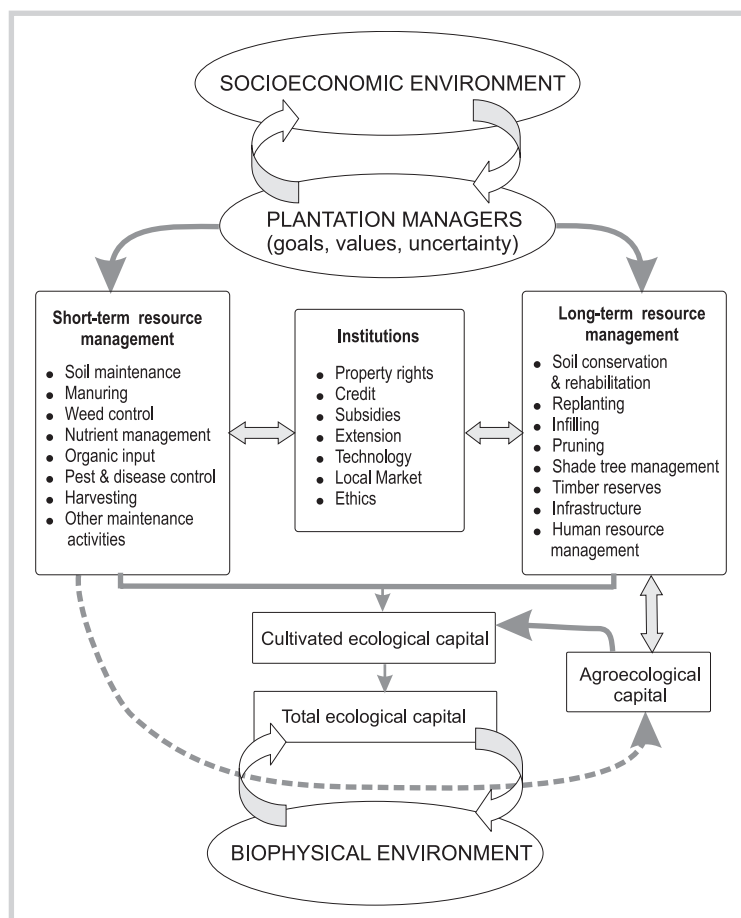 SOCIOECONOMIC ENVIRONMENT
PLANTATION MANAGERS
(goals, values, uncertainty)
Short-term resource
management
• Soil maintenance
• Manuring
• Weed control
• Nutrient management
• Organic input
• Pest & disease control
• Harvesting
• Other maintenance
activities
Institutions
• Property rights
• Credit
• Subsidies
• Extension
• Technology
• Local Market
• Ethics
Long-term resource
management
• Soil conservation
& rehabilitation
• Replanting
• Infilling
• Pruning
• Shade tree management
• Timber reserves
• Infrastructure
• Human resource
management
Cultivated ecological capital
Agroecological
capital
Total ecological capital
BIOPHYSICAL ENVIRONMENT